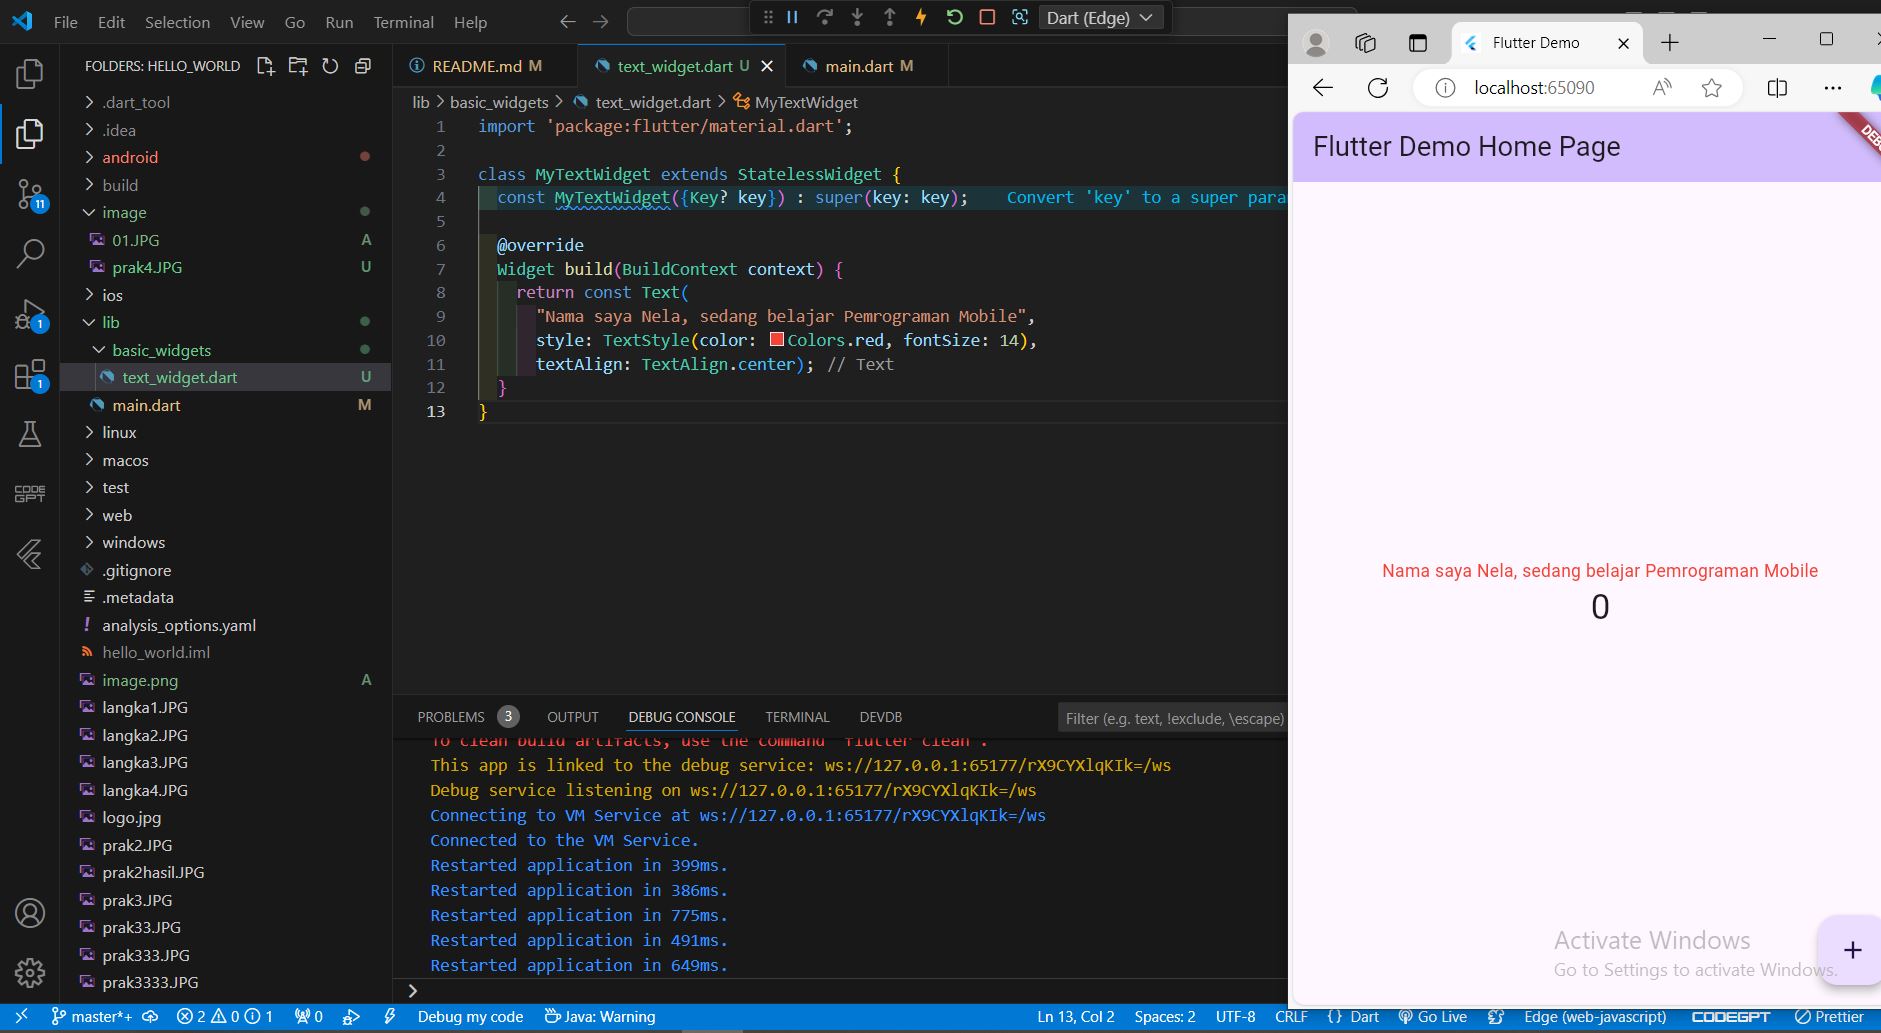 File Edit Selection View Go Run Terminal Help
Dart (Edge)
FOLDERS: HELLO_WORLD
.dart_tool
.idea
android
build
image
01.JPG A
prak4.JPG U
ios
lib
basic_widgets
text_widget.dart U
main.dart M
linux
macos
test
web
windows
.gitignore
.metadata
analysis_options.yaml
hello_world.iml
image.png A
langka1.JPG
langka2.JPG
langka3.JPG
langka4.JPG
logo.jpg
prak2.JPG
prak2hasil.JPG
prak3.JPG
prak33.JPG
prak333.JPG
prak3333.JPG
11
1
1
CODE GPT
README.md M text_widget.dart U main.dart M
lib > basic_widgets > text_widget.dart > MyTextWidget
1 import 'package:flutter/material.dart';
2
3 class MyTextWidget extends StatelessWidget {
4 const MyTextWidget({Key? key}) : super(key: key); Convert 'key' to a super para
5
6 @override
7 Widget build(BuildContext context) {
8 return const Text(
9 "Nama saya Nela, sedang belajar Pemrograman Mobile",
10 style: TextStyle(color: Colors.red, fontSize: 14),
11 textAlign: TextAlign.center); // Text
12 }
13 }
PROBLEMS 3 OUTPUT DEBUG CONSOLE TERMINAL DEVDB Filter (e.g. text, !exclude, \escape)
To clean build artifacts, use the command `flutter clean`.
This app is linked to the debug service: ws://127.0.0.1:65177/rX9CYXlqKIk=/ws
Debug service listening on ws://127.0.0.1:65177/rX9CYXlqKIk=/ws
Connecting to VM Service at ws://127.0.0.1:65177/rX9CYXlqKIk=/ws
Connected to the VM Service.
Restarted application in 399ms.
Restarted application in 386ms.
Restarted application in 775ms.
Restarted application in 491ms.
Restarted application in 649ms.
Flutter Demo
localhost:65090
Flutter Demo Home Page
DEBU
Nama saya Nela, sedang belajar Pemrograman Mobile
0
Activate Windows
Go to Settings to activate Windows.
+
master*+ 2 0 1 0 Debug my code Java: Warning Ln 13, Col 2 Spaces: 2 UTF-8 CRLF {} Dart Go Live Edge (web-javascript) CODEGPT Prettier